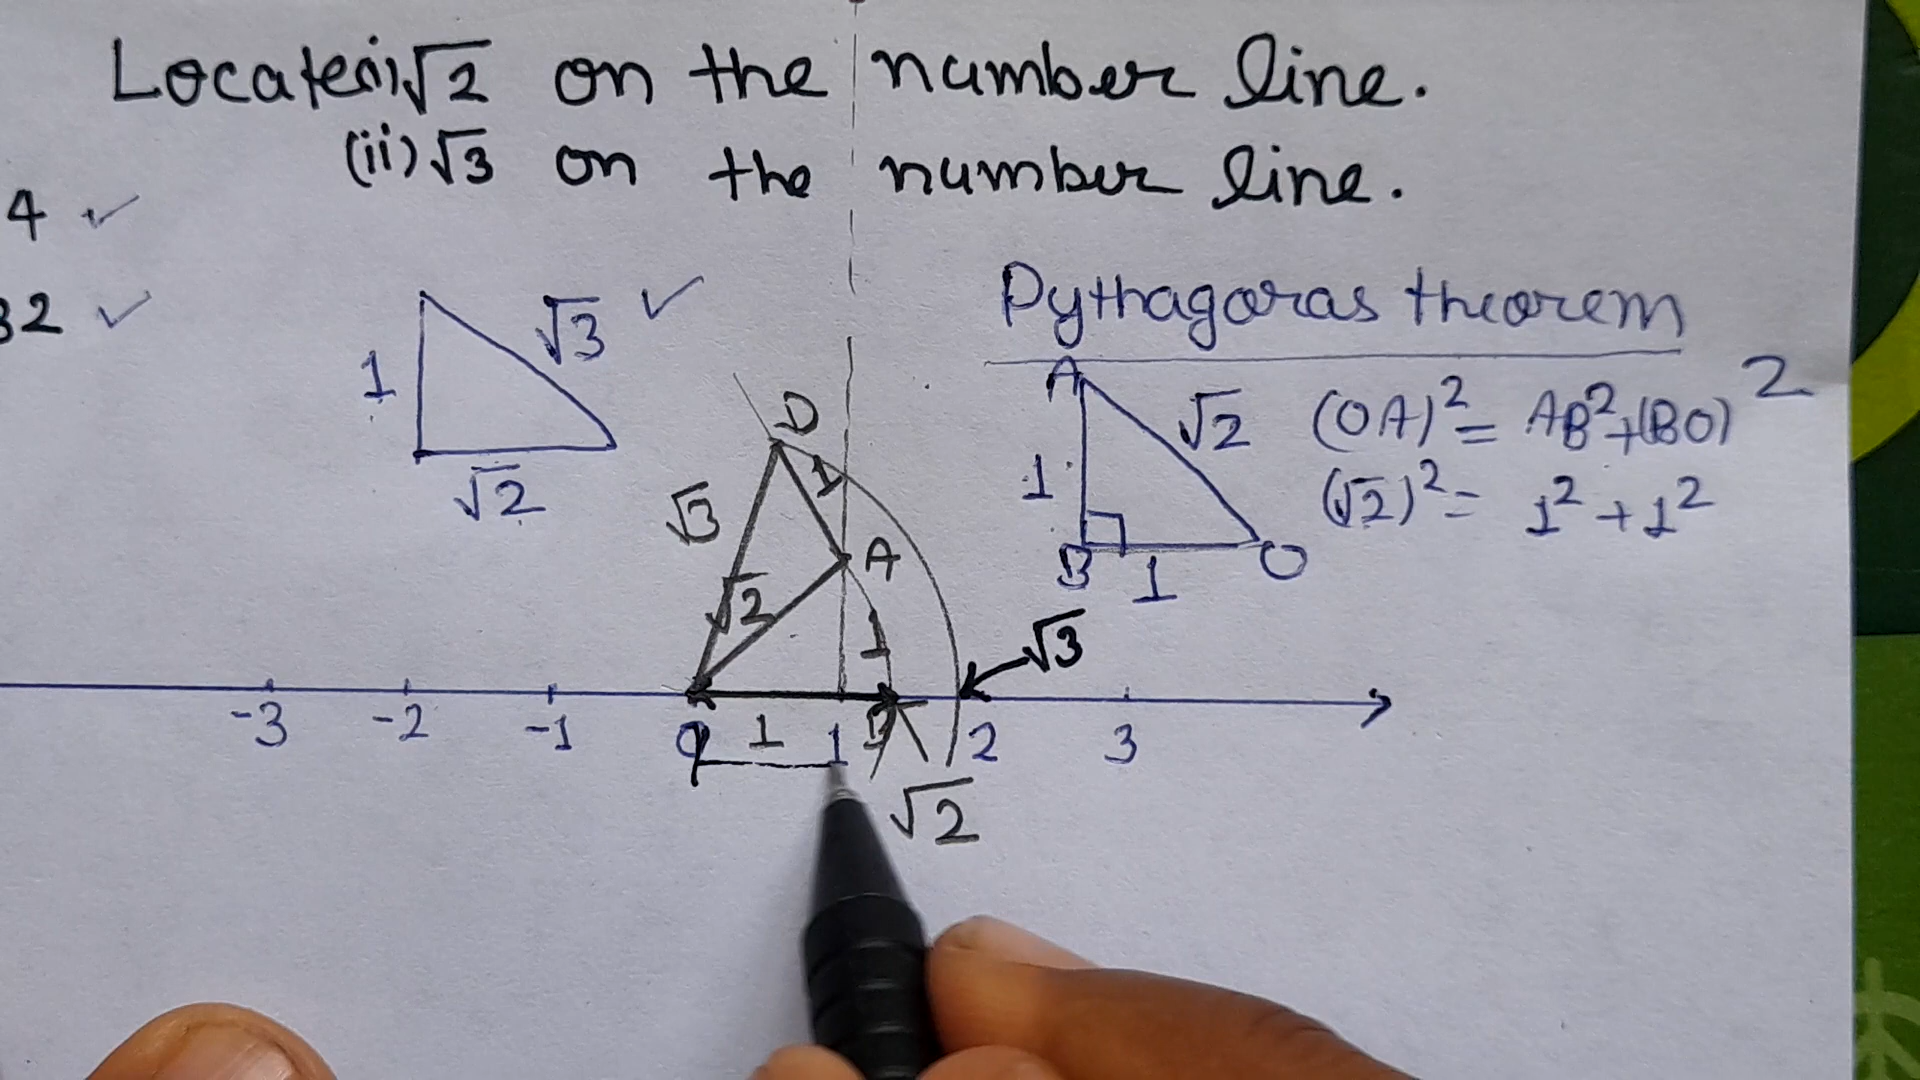 Locate(i)√2 on the number line.
(ii)√3 on the number line.
4 ✓
32 ✓
1
√3 ✓
√2
Pythagoras theorem
A
√2
1
B
1
O
(OA)² = AB²+(BO)²
(√2)² = 1² + 1²
D
1
√3
A
√2
1
√3
-3 -2 -1 0 1 1 2 3
√2